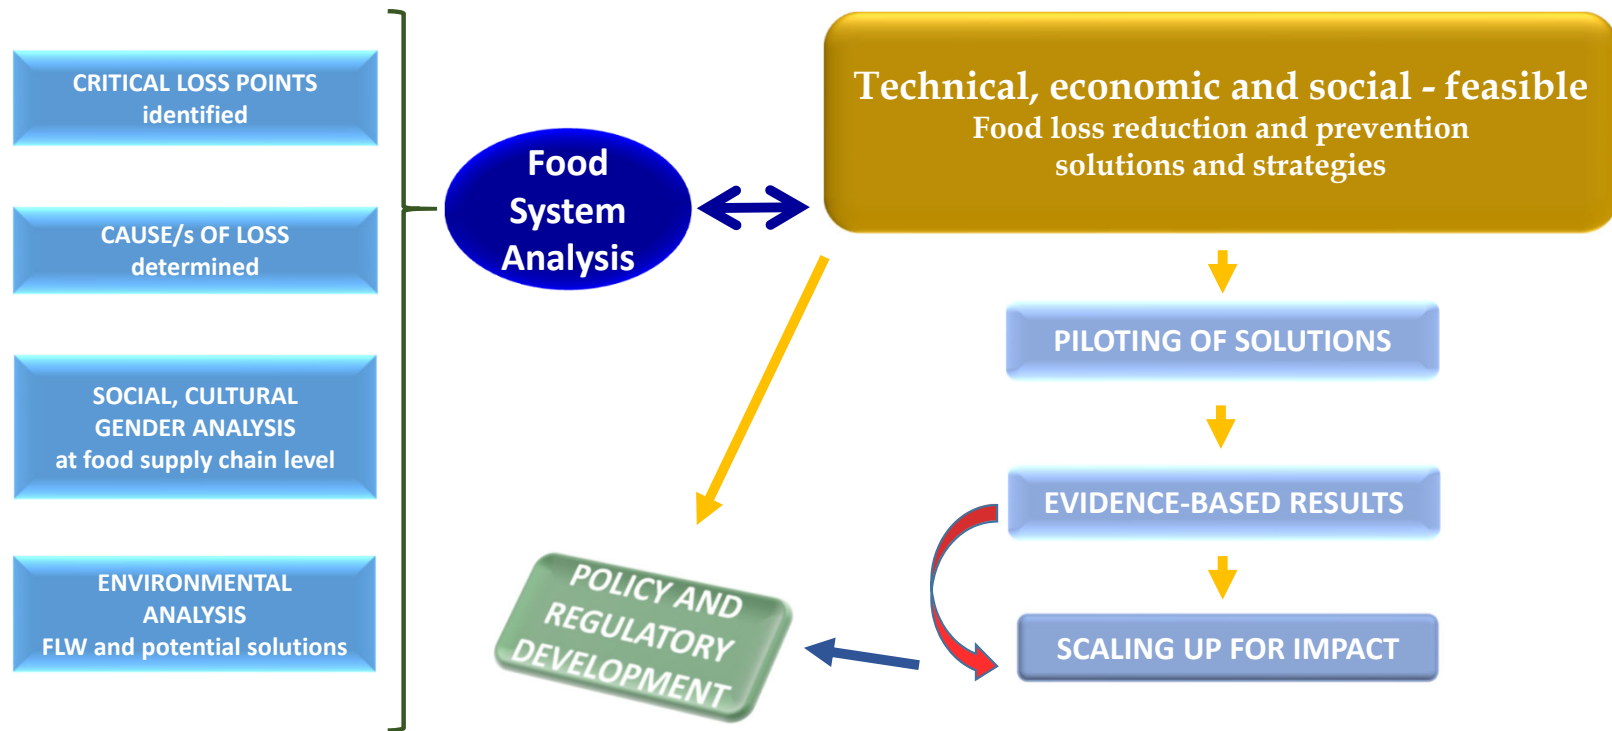 CRITICAL LOSS POINTS
identified
CAUSE/s OF LOSS
determined
SOCIAL, CULTURAL
GENDER ANALYSIS
at food supply chain level
ENVIRONMENTAL
ANALYSIS
FLW and potential solutions
Food
System
Analysis
Technical, economic and social - feasible
Food loss reduction and prevention
solutions and strategies
PILOTING OF SOLUTIONS
EVIDENCE-BASED RESULTS
SCALING UP FOR IMPACT
POLICY AND
REGULATORY
DEVELOPMENT